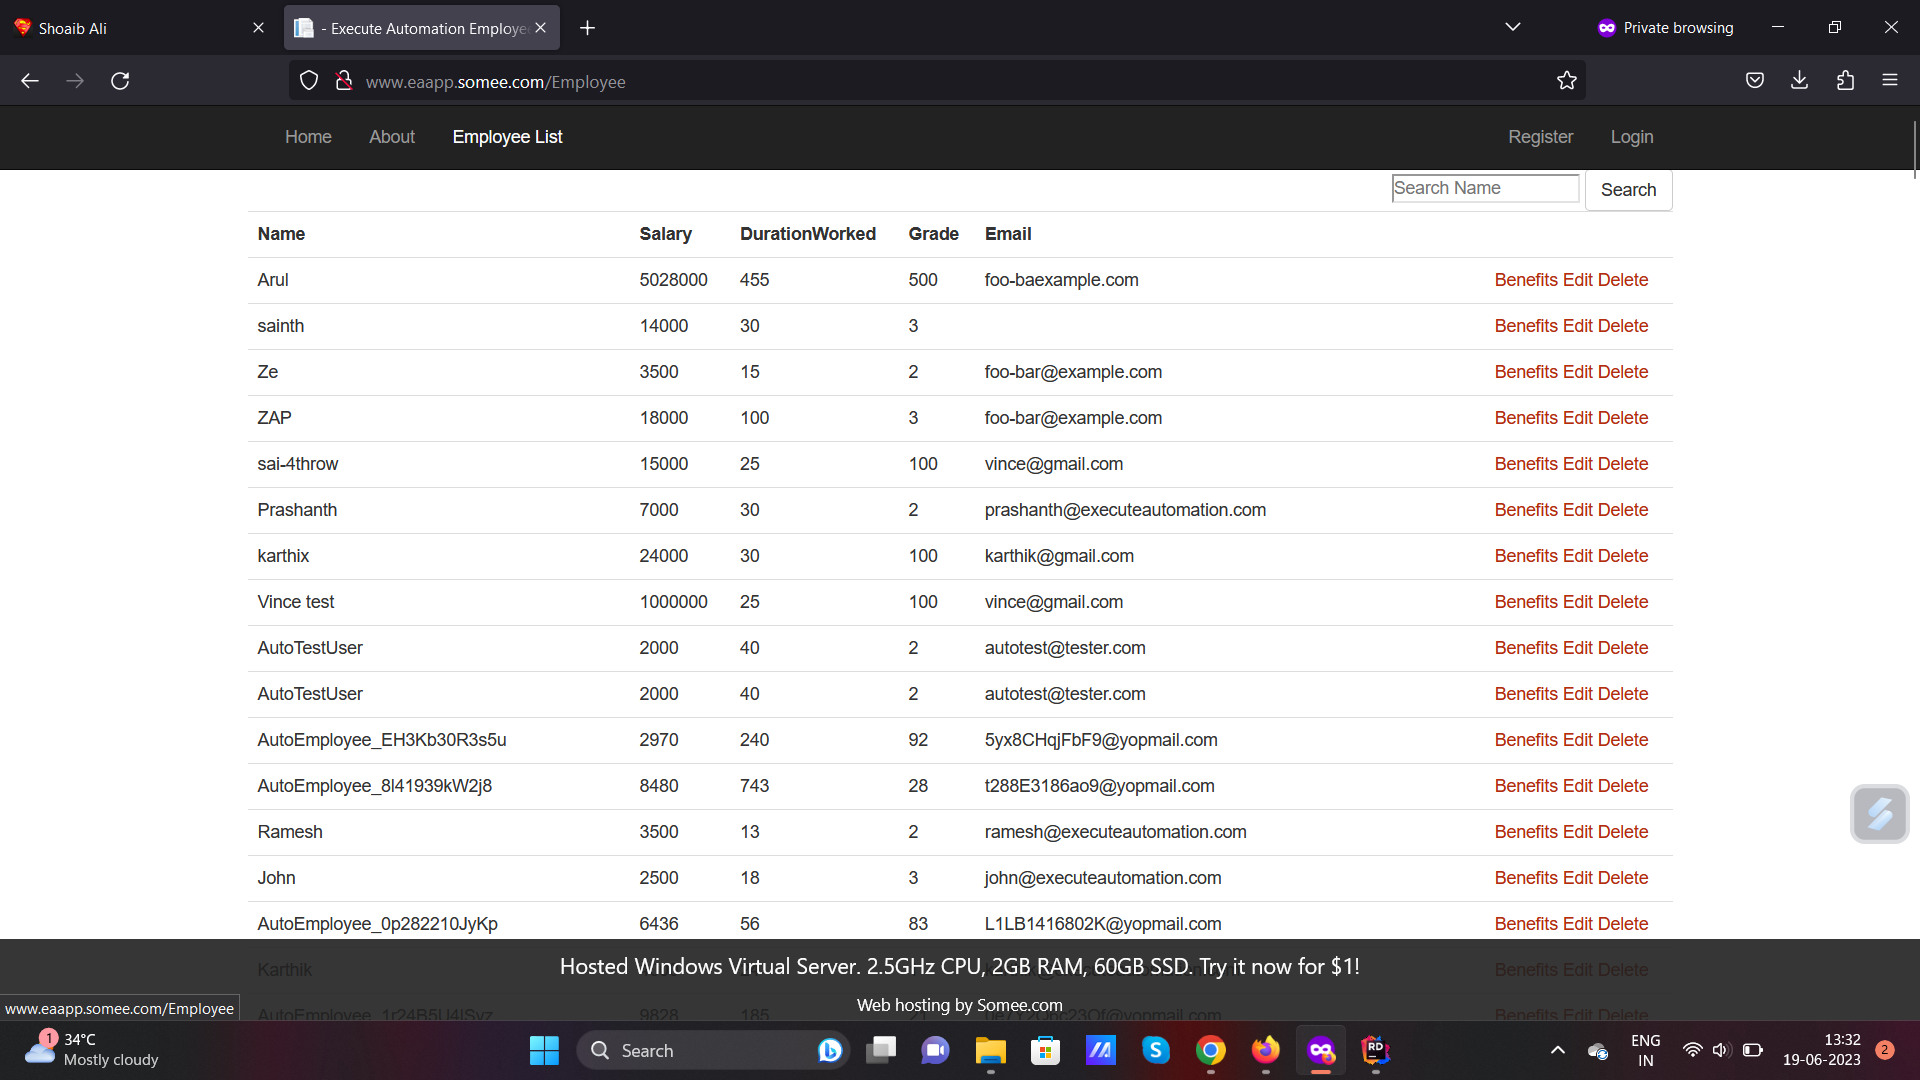 Shoaib Ali
- Execute Automation Employe
Private browsing
www.eaapp.somee.com/Employee
Home About Employee List Register Login
Search Name Search
Name Salary DurationWorked Grade Email
Arul 5028000 455 500 foo-baexample.com Benefits Edit Delete
sainth 14000 30 3 Benefits Edit Delete
Ze 3500 15 2 foo-bar@example.com Benefits Edit Delete
ZAP 18000 100 3 foo-bar@example.com Benefits Edit Delete
sai-4throw 15000 25 100 vince@gmail.com Benefits Edit Delete
Prashanth 7000 30 2 prashanth@executeautomation.com Benefits Edit Delete
karthix 24000 30 100 karthik@gmail.com Benefits Edit Delete
Vince test 1000000 25 100 vince@gmail.com Benefits Edit Delete
AutoTestUser 2000 40 2 autotest@tester.com Benefits Edit Delete
AutoTestUser 2000 40 2 autotest@tester.com Benefits Edit Delete
AutoEmployee_EH3Kb30R3s5u 2970 240 92 5yx8CHqjFbF9@yopmail.com Benefits Edit Delete
AutoEmployee_8l41939kW2j8 8480 743 28 t288E3186ao9@yopmail.com Benefits Edit Delete
Ramesh 3500 13 2 ramesh@executeautomation.com Benefits Edit Delete
John 2500 18 3 john@executeautomation.com Benefits Edit Delete
AutoEmployee_0p282210JyKp 6436 56 83 L1LB1416802K@yopmail.com Benefits Edit Delete
Karthik Benefits Edit Delete
Hosted Windows Virtual Server. 2.5GHz CPU, 2GB RAM, 60GB SSD. Try it now for $1!
Web hosting by Somee.com
9828 185 Benefits Edit Delete
www.eaapp.somee.com/Employee
1 34°C
Mostly cloudy
Search
RD
ENG
IN
13:32
19-06-2023
2